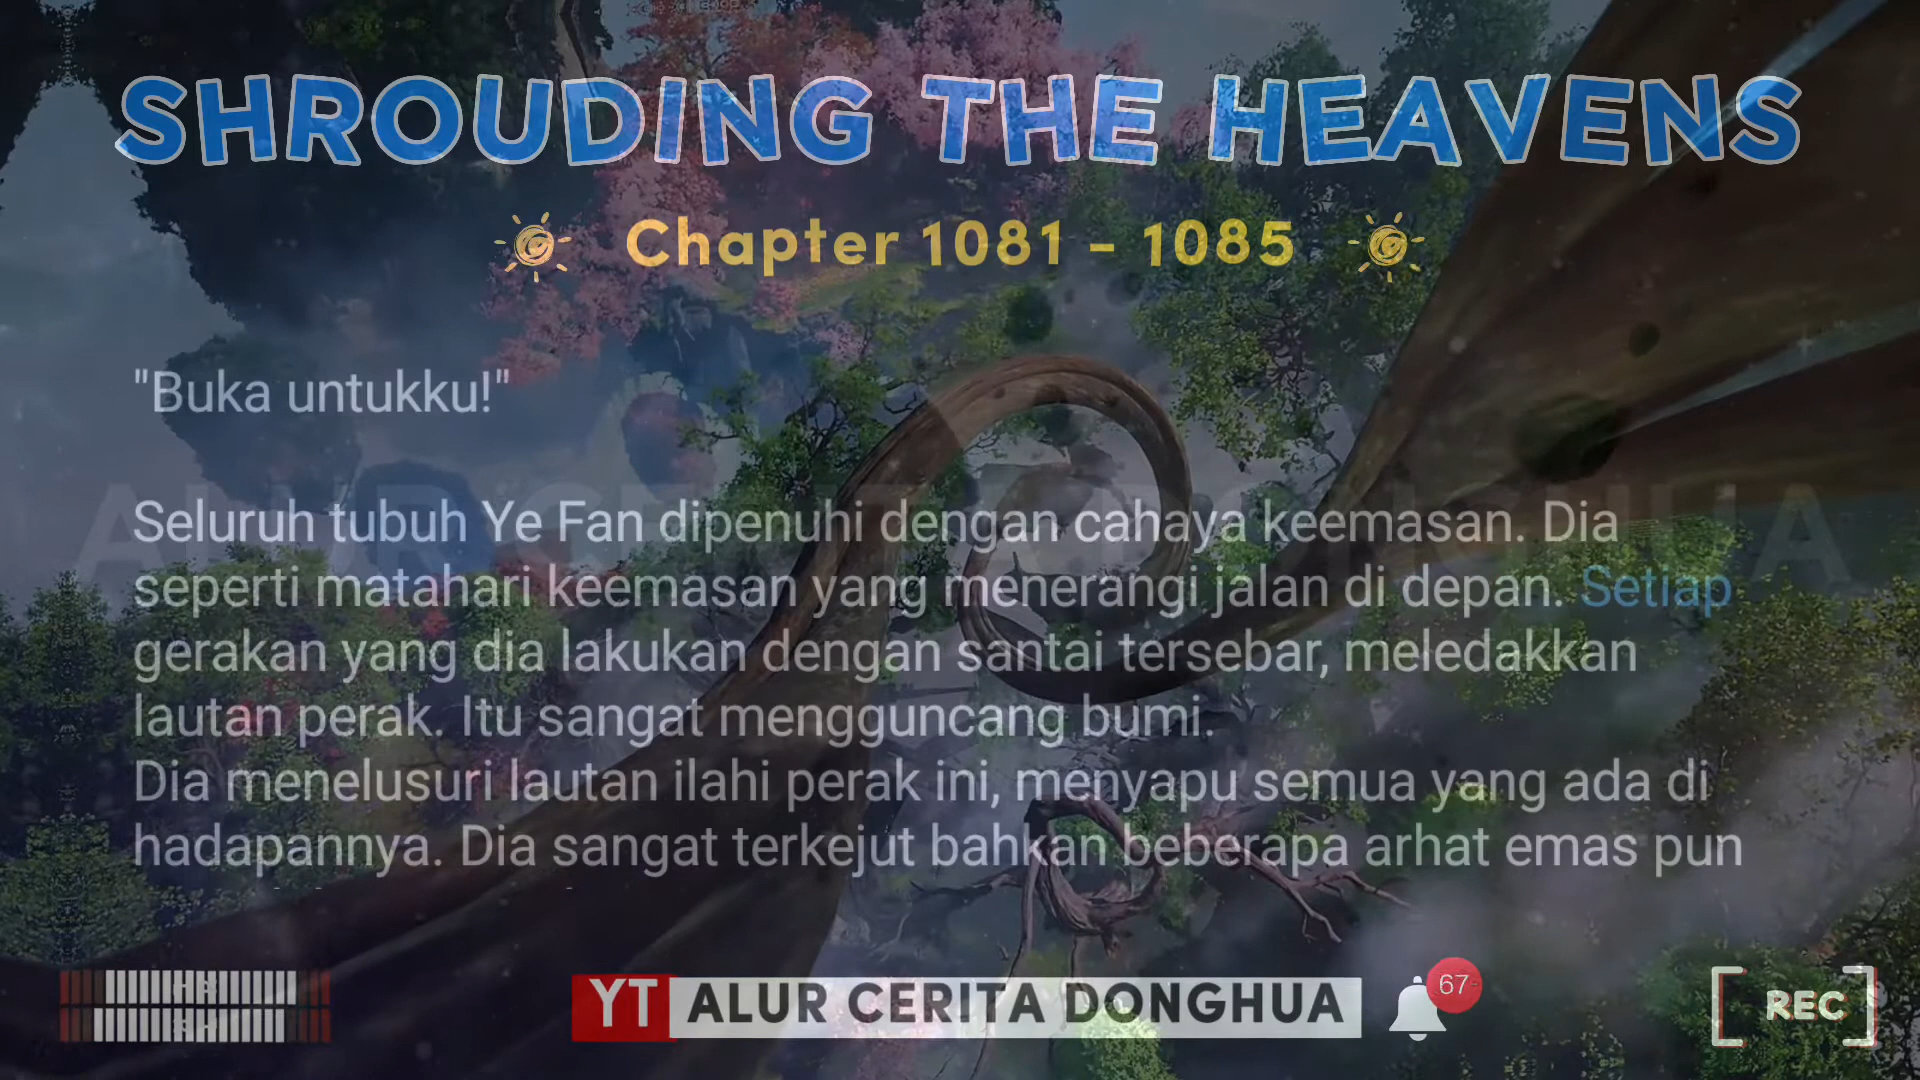 SHROUDING THE HEAVENS
Chapter 1081 - 1085
"Buka untukku!"
Seluruh tubuh Ye Fan dipenuhi dengan cahaya keemasan. Dia
seperti matahari keemasan yang menerangi jalan di depan. Setiap
gerakan yang dia lakukan dengan santai tersebar, meledakkan
lautan perak. Itu sangat mengguncang bumi.
Dia menelusuri lautan ilahi perak ini, menyapu semua yang ada di
hadapannya. Dia sangat terkejut bahkan beberapa arhat emas pun
ALUR CERITA DONGHUA
YT ALUR CERITA DONGHUA
67
REC